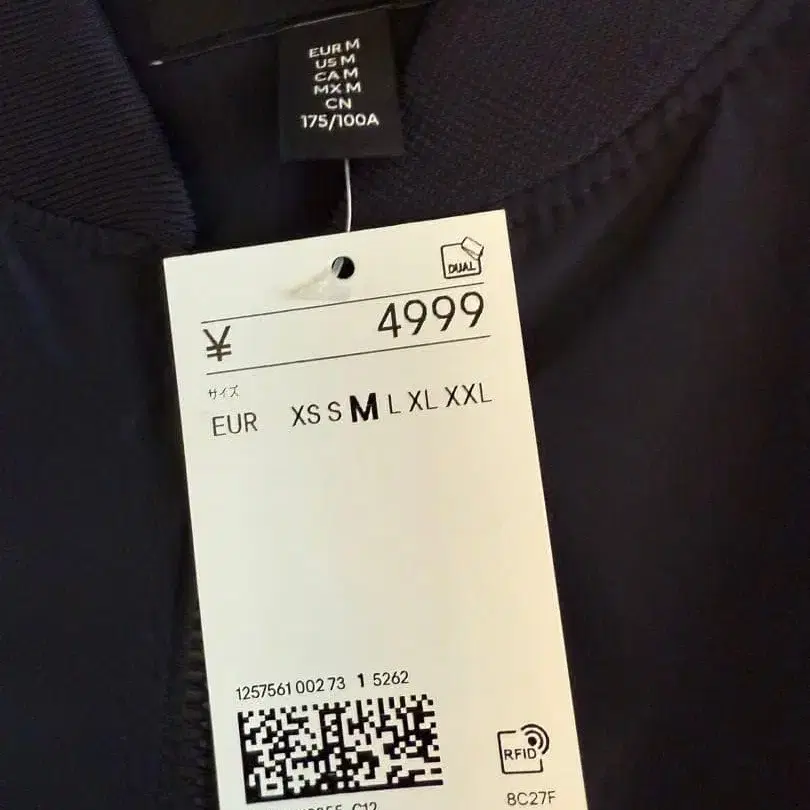 EUR M
US M
CA M
MX M
CN
175/100A
DUAL
¥ 4999
サイズ
EUR XS S M L XL XXL
1257561 002 73 1 5262
RFID
8C27F